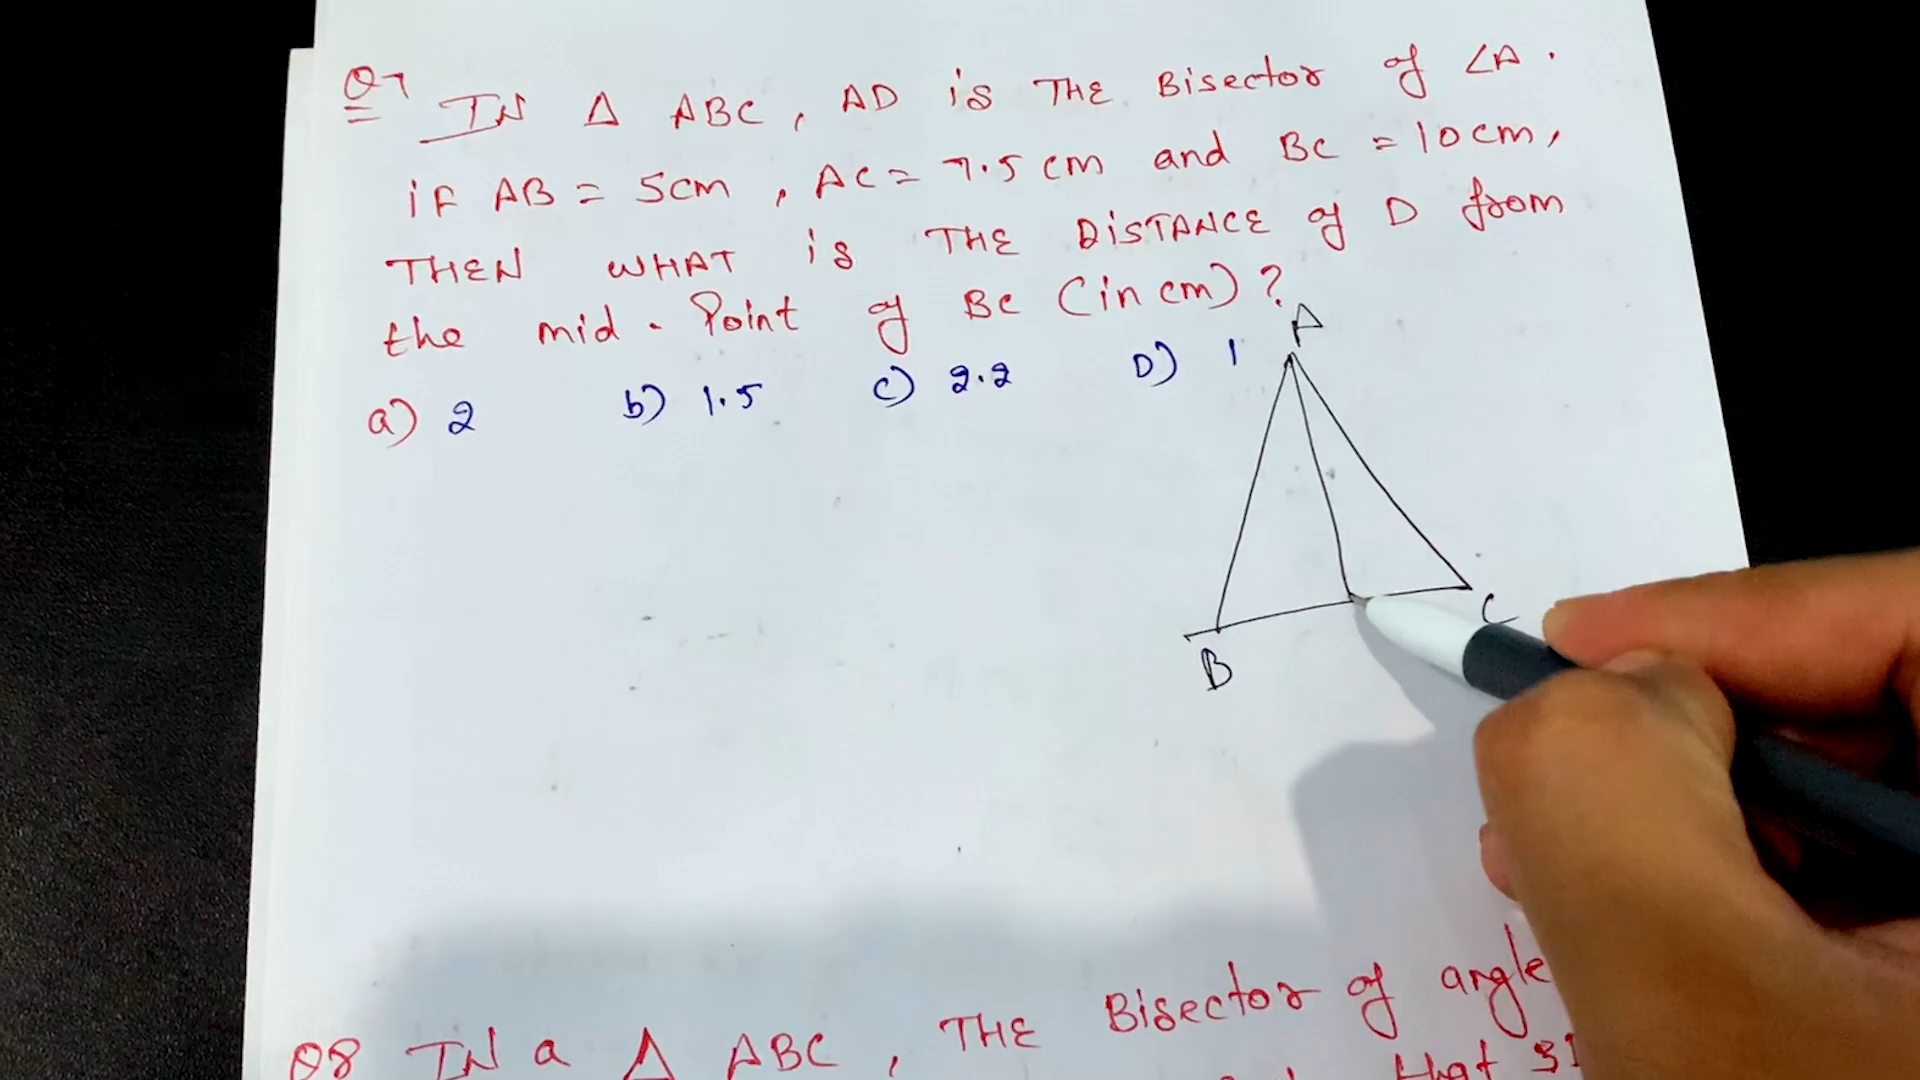 Q7 IN Δ ABC, AD is THE Bisector of ∠A.
iF AB = 5cm, AC = 7.5 cm and BC = 10cm,
THEN WHAT is THE DiSTANCE of D from
the mid-Point of BC (in cm)?
a) 2 b) 1.5 c) 2.2 D) 1
A
B
C
Q8 IN a Δ ABC, THE Bisector of angle
that